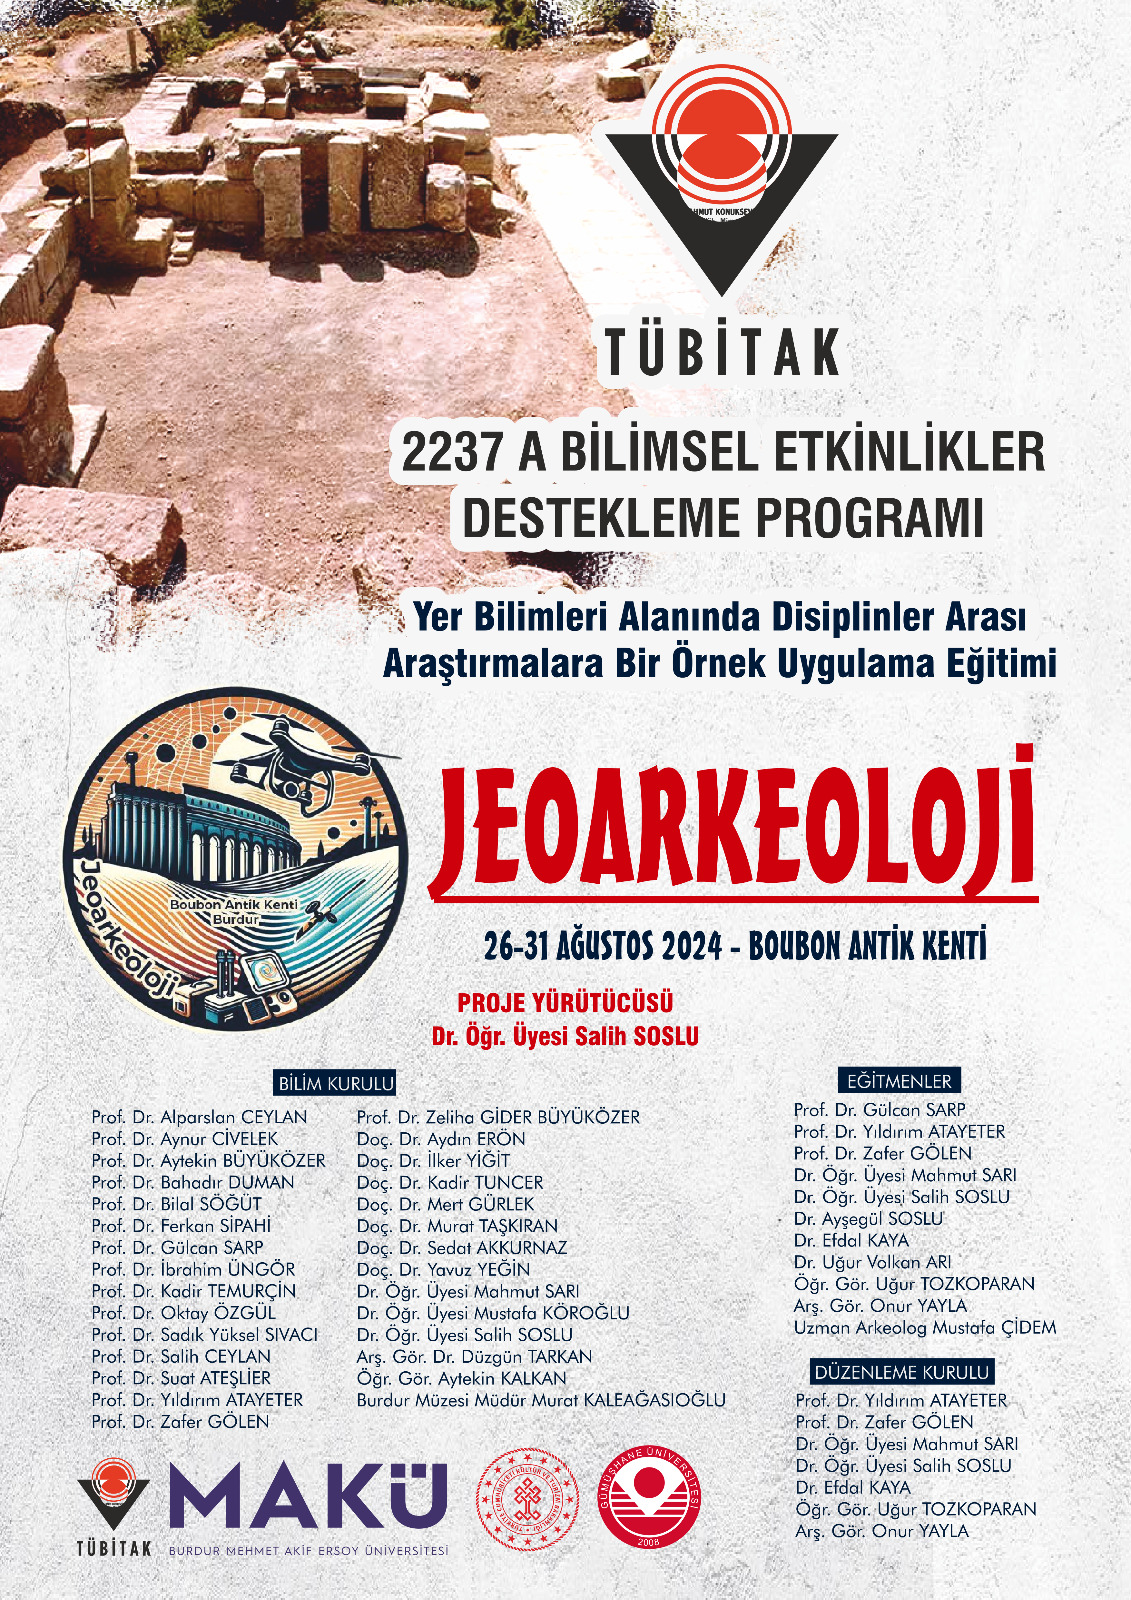 MUT KONUKSEV
TÜBİTAK
2237 A BİLİMSEL ETKİNLİKLER
DESTEKLEME PROGRAMI
Yer Bilimleri Alanında Disiplinler Arası
Araştırmalara Bir Örnek Uygulama Eğitimi
Jeoarkeoloji
Boubon Antik Kenti
Burdur
JEOARKEOLOJİ
26-31 AĞUSTOS 2024 - BOUBON ANTİK KENTİ
PROJE YÜRÜTÜCÜSÜ
Dr. Öğr. Üyesi Salih SOSLU
BİLİM KURULU
Prof. Dr. Alparslan CEYLAN
Prof. Dr. Aynur CİVELEK
Prof. Dr. Aytekin BÜYÜKÖZER
Prof. Dr. Bahadır DUMAN
Prof. Dr. Bilal SÖĞÜT
Prof. Dr. Ferkan SİPAHİ
Prof. Dr. Gülcan SARP
Prof. Dr. İbrahim ÜNGÖR
Prof. Dr. Kadir TEMURÇİN
Prof. Dr. Oktay ÖZGÜL
Prof. Dr. Sadık Yüksel SIVACI
Prof. Dr. Salih CEYLAN
Prof. Dr. Suat ATEŞLİER
Prof. Dr. Yıldırım ATAYETER
Prof. Dr. Zafer GÖLEN
Prof. Dr. Zeliha GİDER BÜYÜKÖZER
Doç. Dr. Aydın ERÖN
Doç. Dr. İlker YİĞİT
Doç. Dr. Kadir TUNCER
Doç. Dr. Mert GÜRLEK
Doç. Dr. Murat TAŞKIRAN
Doç. Dr. Sedat AKKURNAZ
Doç. Dr. Yavuz YEĞİN
Dr. Öğr. Üyesi Mahmut SARI
Dr. Öğr. Üyesi Mustafa KÖROĞLU
Dr. Öğr. Üyesi Salih SOSLU
Arş. Gör. Dr. Düzgün TARKAN
Öğr. Gör. Aytekin KALKAN
Burdur Müzesi Müdür Murat KALEAĞASIOĞLU
EĞİTMENLER
Prof. Dr. Gülcan SARP
Prof. Dr. Yıldırım ATAYETER
Prof. Dr. Zafer GÖLEN
Dr. Öğr. Üyesi Mahmut SARI
Dr. Öğr. Üyesi Salih SOSLU
Dr. Ayşegül SOSLU
Dr. Efdal KAYA
Dr. Uğur Volkan ARI
Öğr. Gör. Uğur TOZKOPARAN
Arş. Gör. Onur YAYLA
Uzman Arkeolog Mustafa ÇİDEM
DÜZENLEME KURULU
Prof. Dr. Yıldırım ATAYETER
Prof. Dr. Zafer GÖLEN
Dr. Öğr. Üyesi Mahmut SARI
Dr. Öğr. Üyesi Salih SOSLU
Dr. Efdal KAYA
Öğr. Gör. Uğur TOZKOPARAN
Arş. Gör. Onur YAYLA
TÜBİTAK
MAKÜ
BURDUR MEHMET AKİF ERSOY ÜNİVERSİTESİ
TÜRKİYE CUMHURİYETİ KÜLTÜR VE TURİZM BAKANLIĞI
GÜMÜŞHANE ÜNİVERSİTESİ
2008